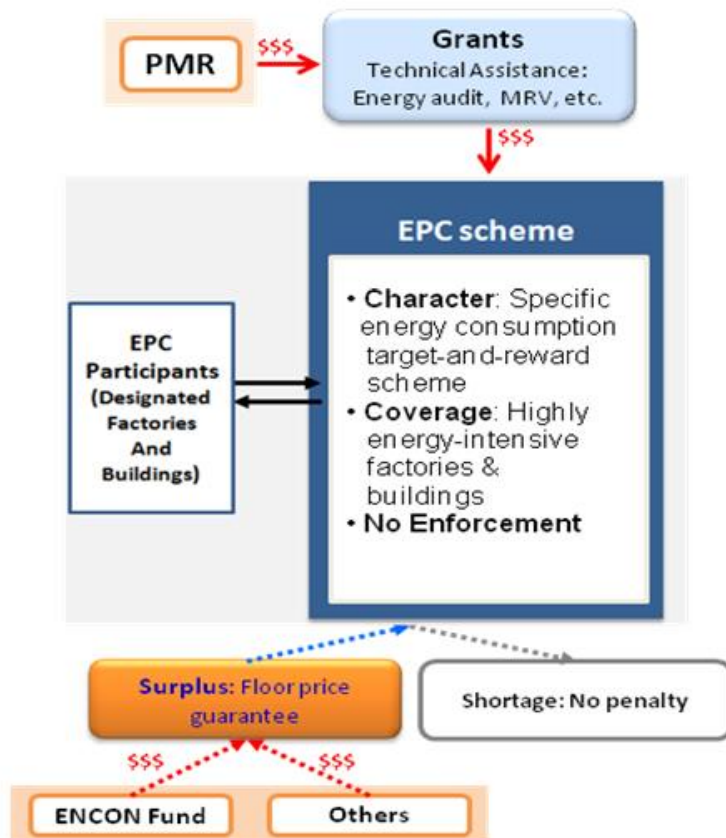 PMR
$$$
Grants
Technical Assistance:
Energy audit, MRV, etc.
$$$
EPC scheme
EPC
Participants
(Designated
Factories
And
Buildings)
• Character: Specific
energy consumption
target-and-reward
scheme
• Coverage: Highly
energy-intensive
factories &
buildings
• No Enforcement
Surplus: Floor price
guarantee
Shortage: No penalty
$$$
$$$
ENCON Fund
Others